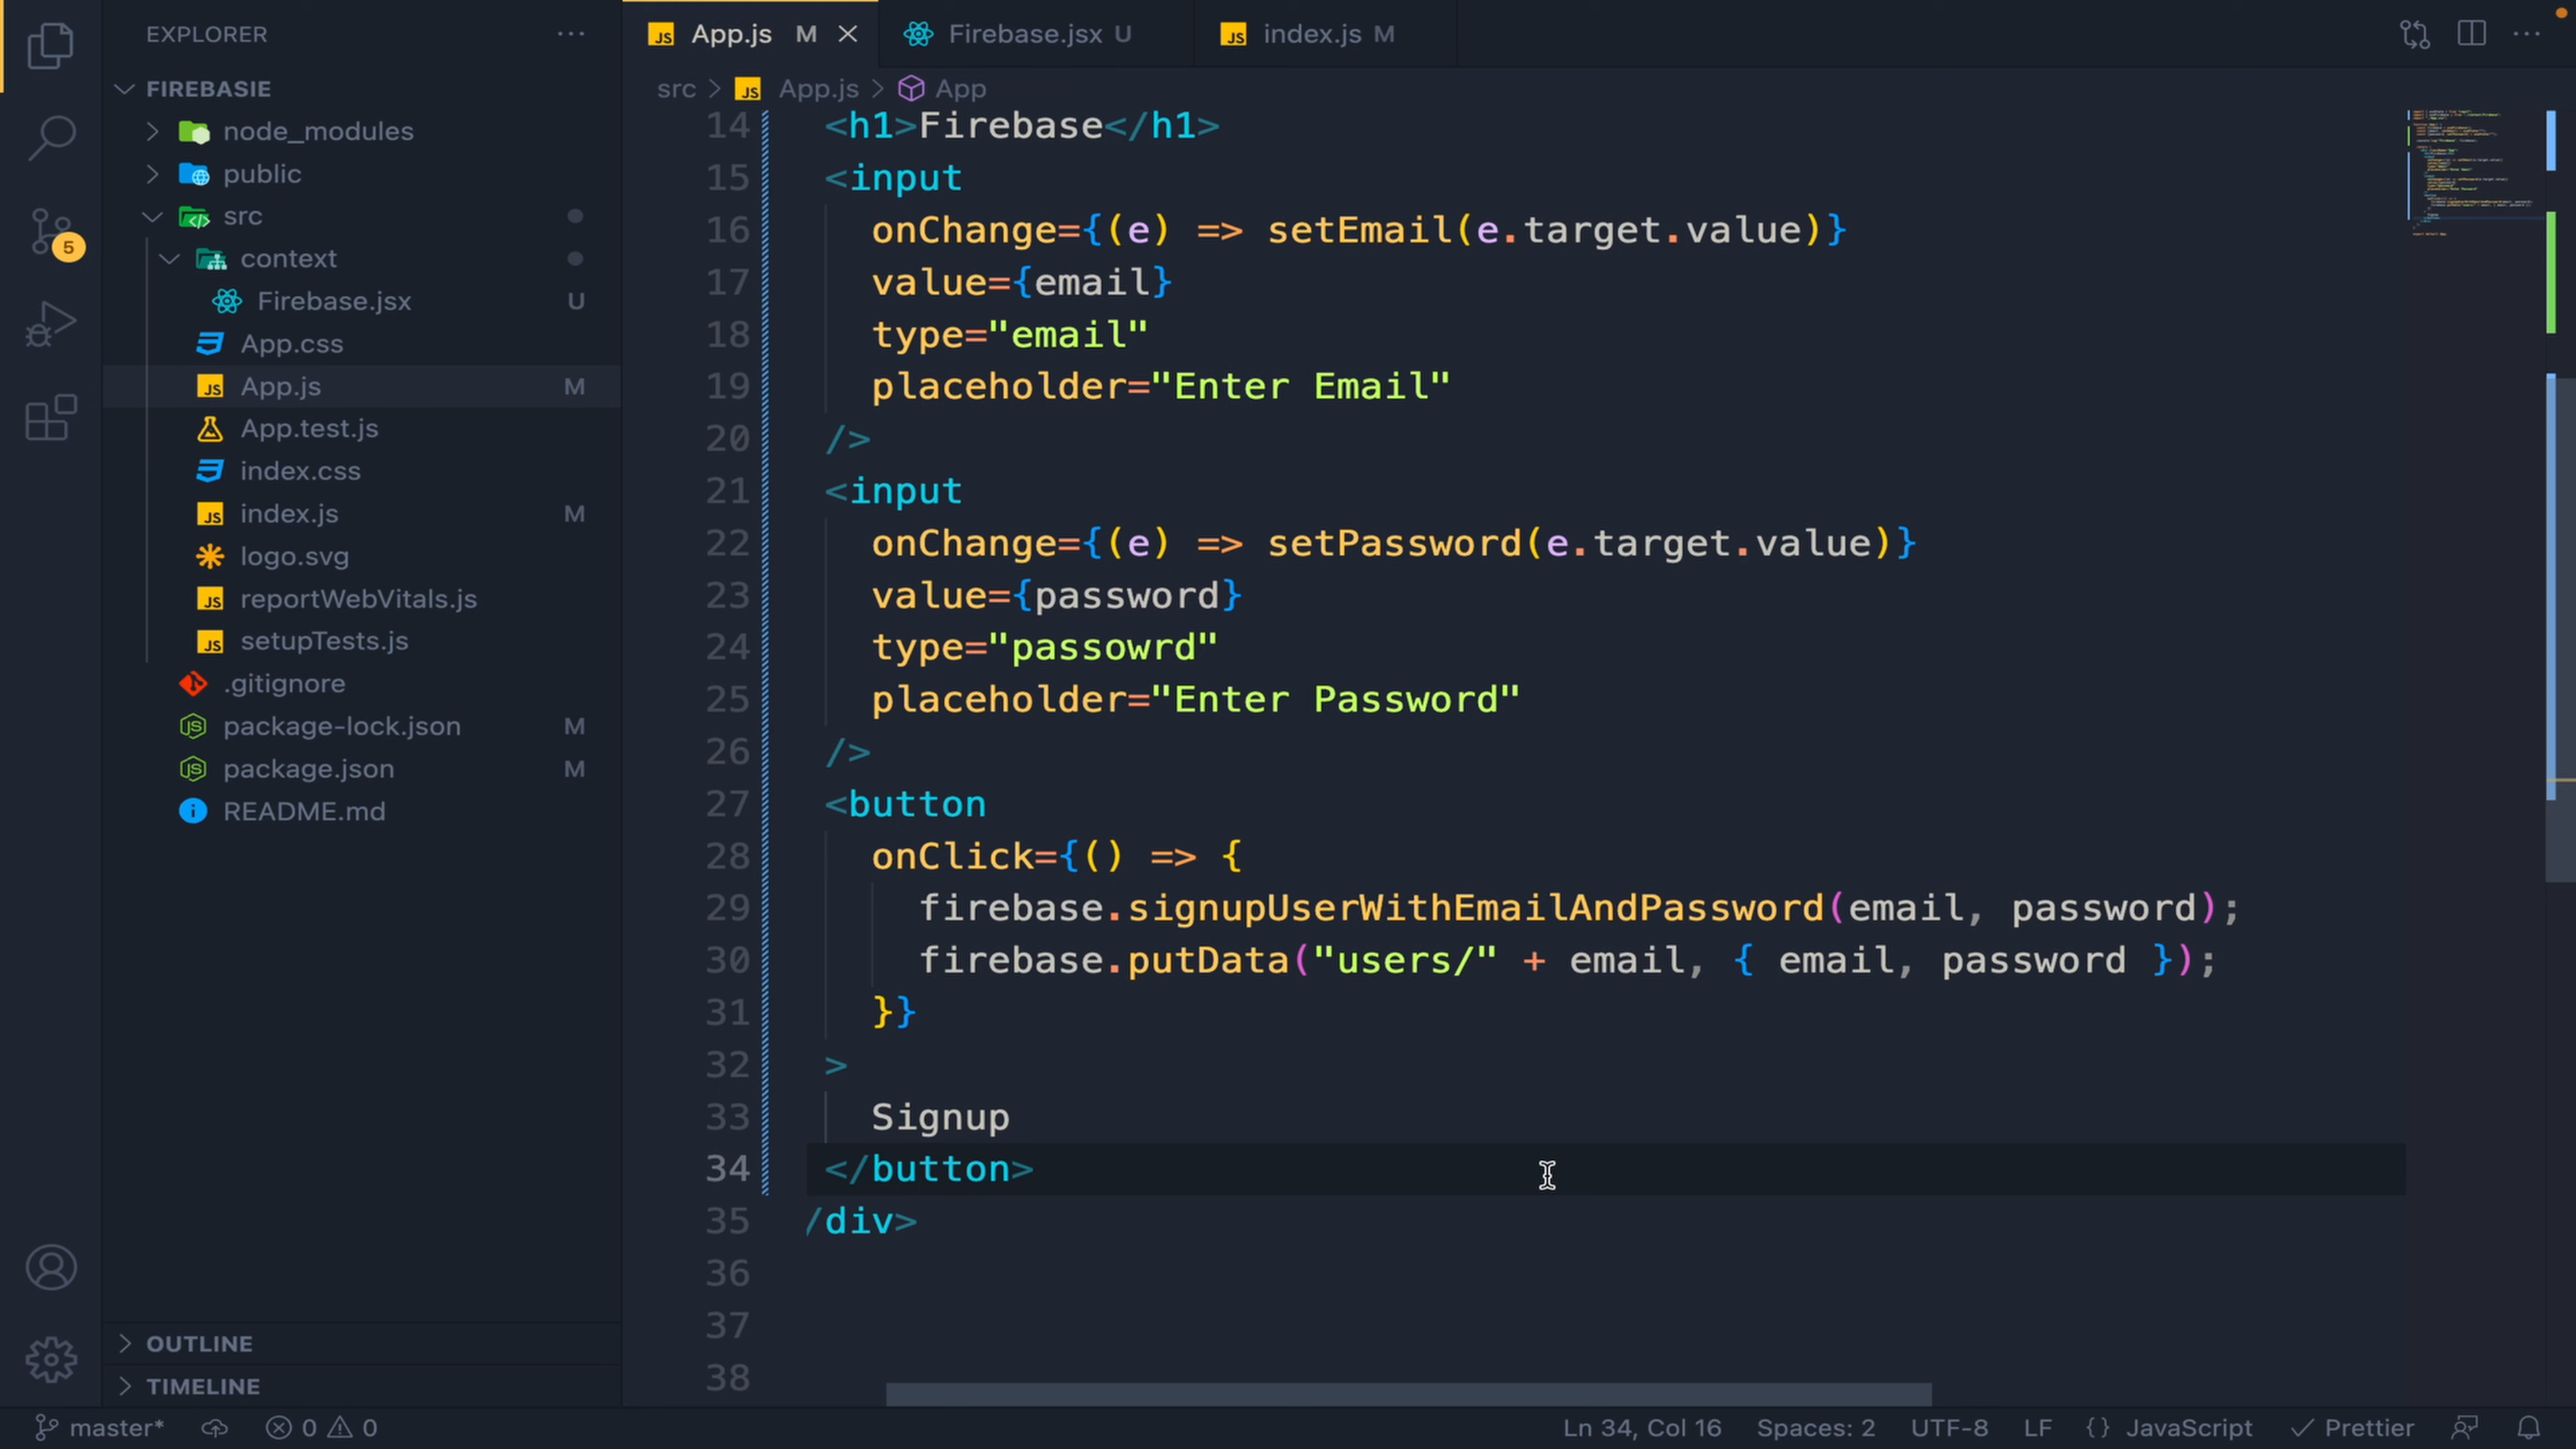 EXPLORER
FIREBASIE
node_modules
public
src
context
Firebase.jsx U
App.css
App.js M
App.test.js
index.css
index.js M
logo.svg
reportWebVitals.js
setupTests.js
.gitignore
package-lock.json M
package.json M
README.md
OUTLINE
TIMELINE
5
App.js M
Firebase.jsx U
index.js M
src > App.js > App
14 <h1>Firebase</h1>
15 <input
16 onChange={(e) => setEmail(e.target.value)}
17 value={email}
18 type="email"
19 placeholder="Enter Email"
20 />
21 <input
22 onChange={(e) => setPassword(e.target.value)}
23 value={password}
24 type="passowrd"
25 placeholder="Enter Password"
26 />
27 <button
28 onClick={() => {
29 firebase.signupUserWithEmailAndPassword(email, password);
30 firebase.putData("users/" + email, { email, password });
31 }}
32 >
33 Signup
34 </button>
35 /div>
36
37
38
master* 0 0 Ln 34, Col 16 Spaces: 2 UTF-8 LF {} JavaScript Prettier